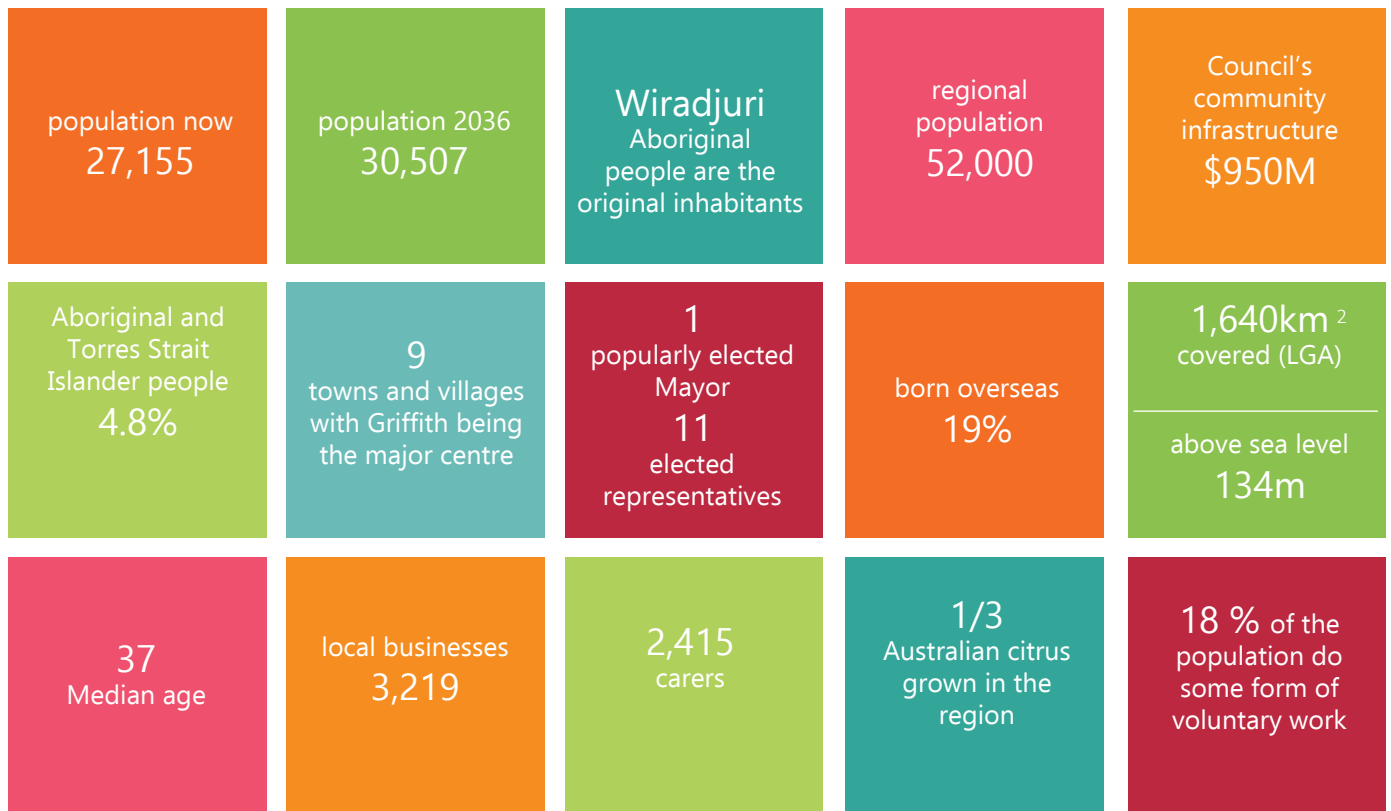 population now
27,155
population 2036
30,507
Wiradjuri
Aboriginal
people are the
original inhabitants
regional
population
52,000
Council's
community
infrastructure
$950M
Aboriginal and
Torres Strait
Islander people
4.8%
9
towns and villages
with Griffith being
the major centre
1
popularly elected
Mayor
11
elected
representatives
born overseas
19%
1,640km ²
covered (LGA)
above sea level
134m
37
Median age
local businesses
3,219
2,415
carers
1/3
Australian citrus
grown in the
region
18 % of the
population do
some form of
voluntary work